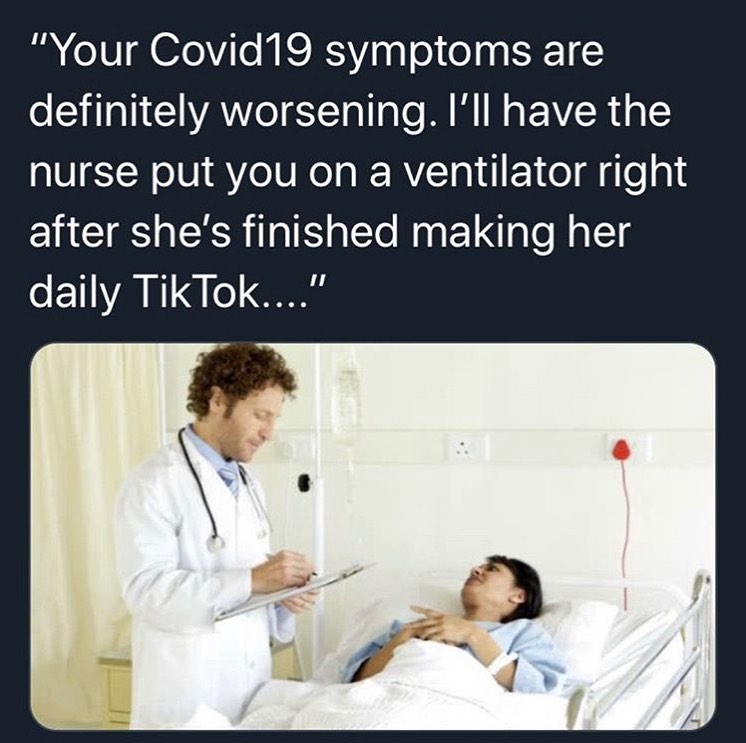 "Your Covid19 symptoms are
definitely worsening. I'll have the
nurse put you on a ventilator right
after she's finished making her
daily TikTok...."